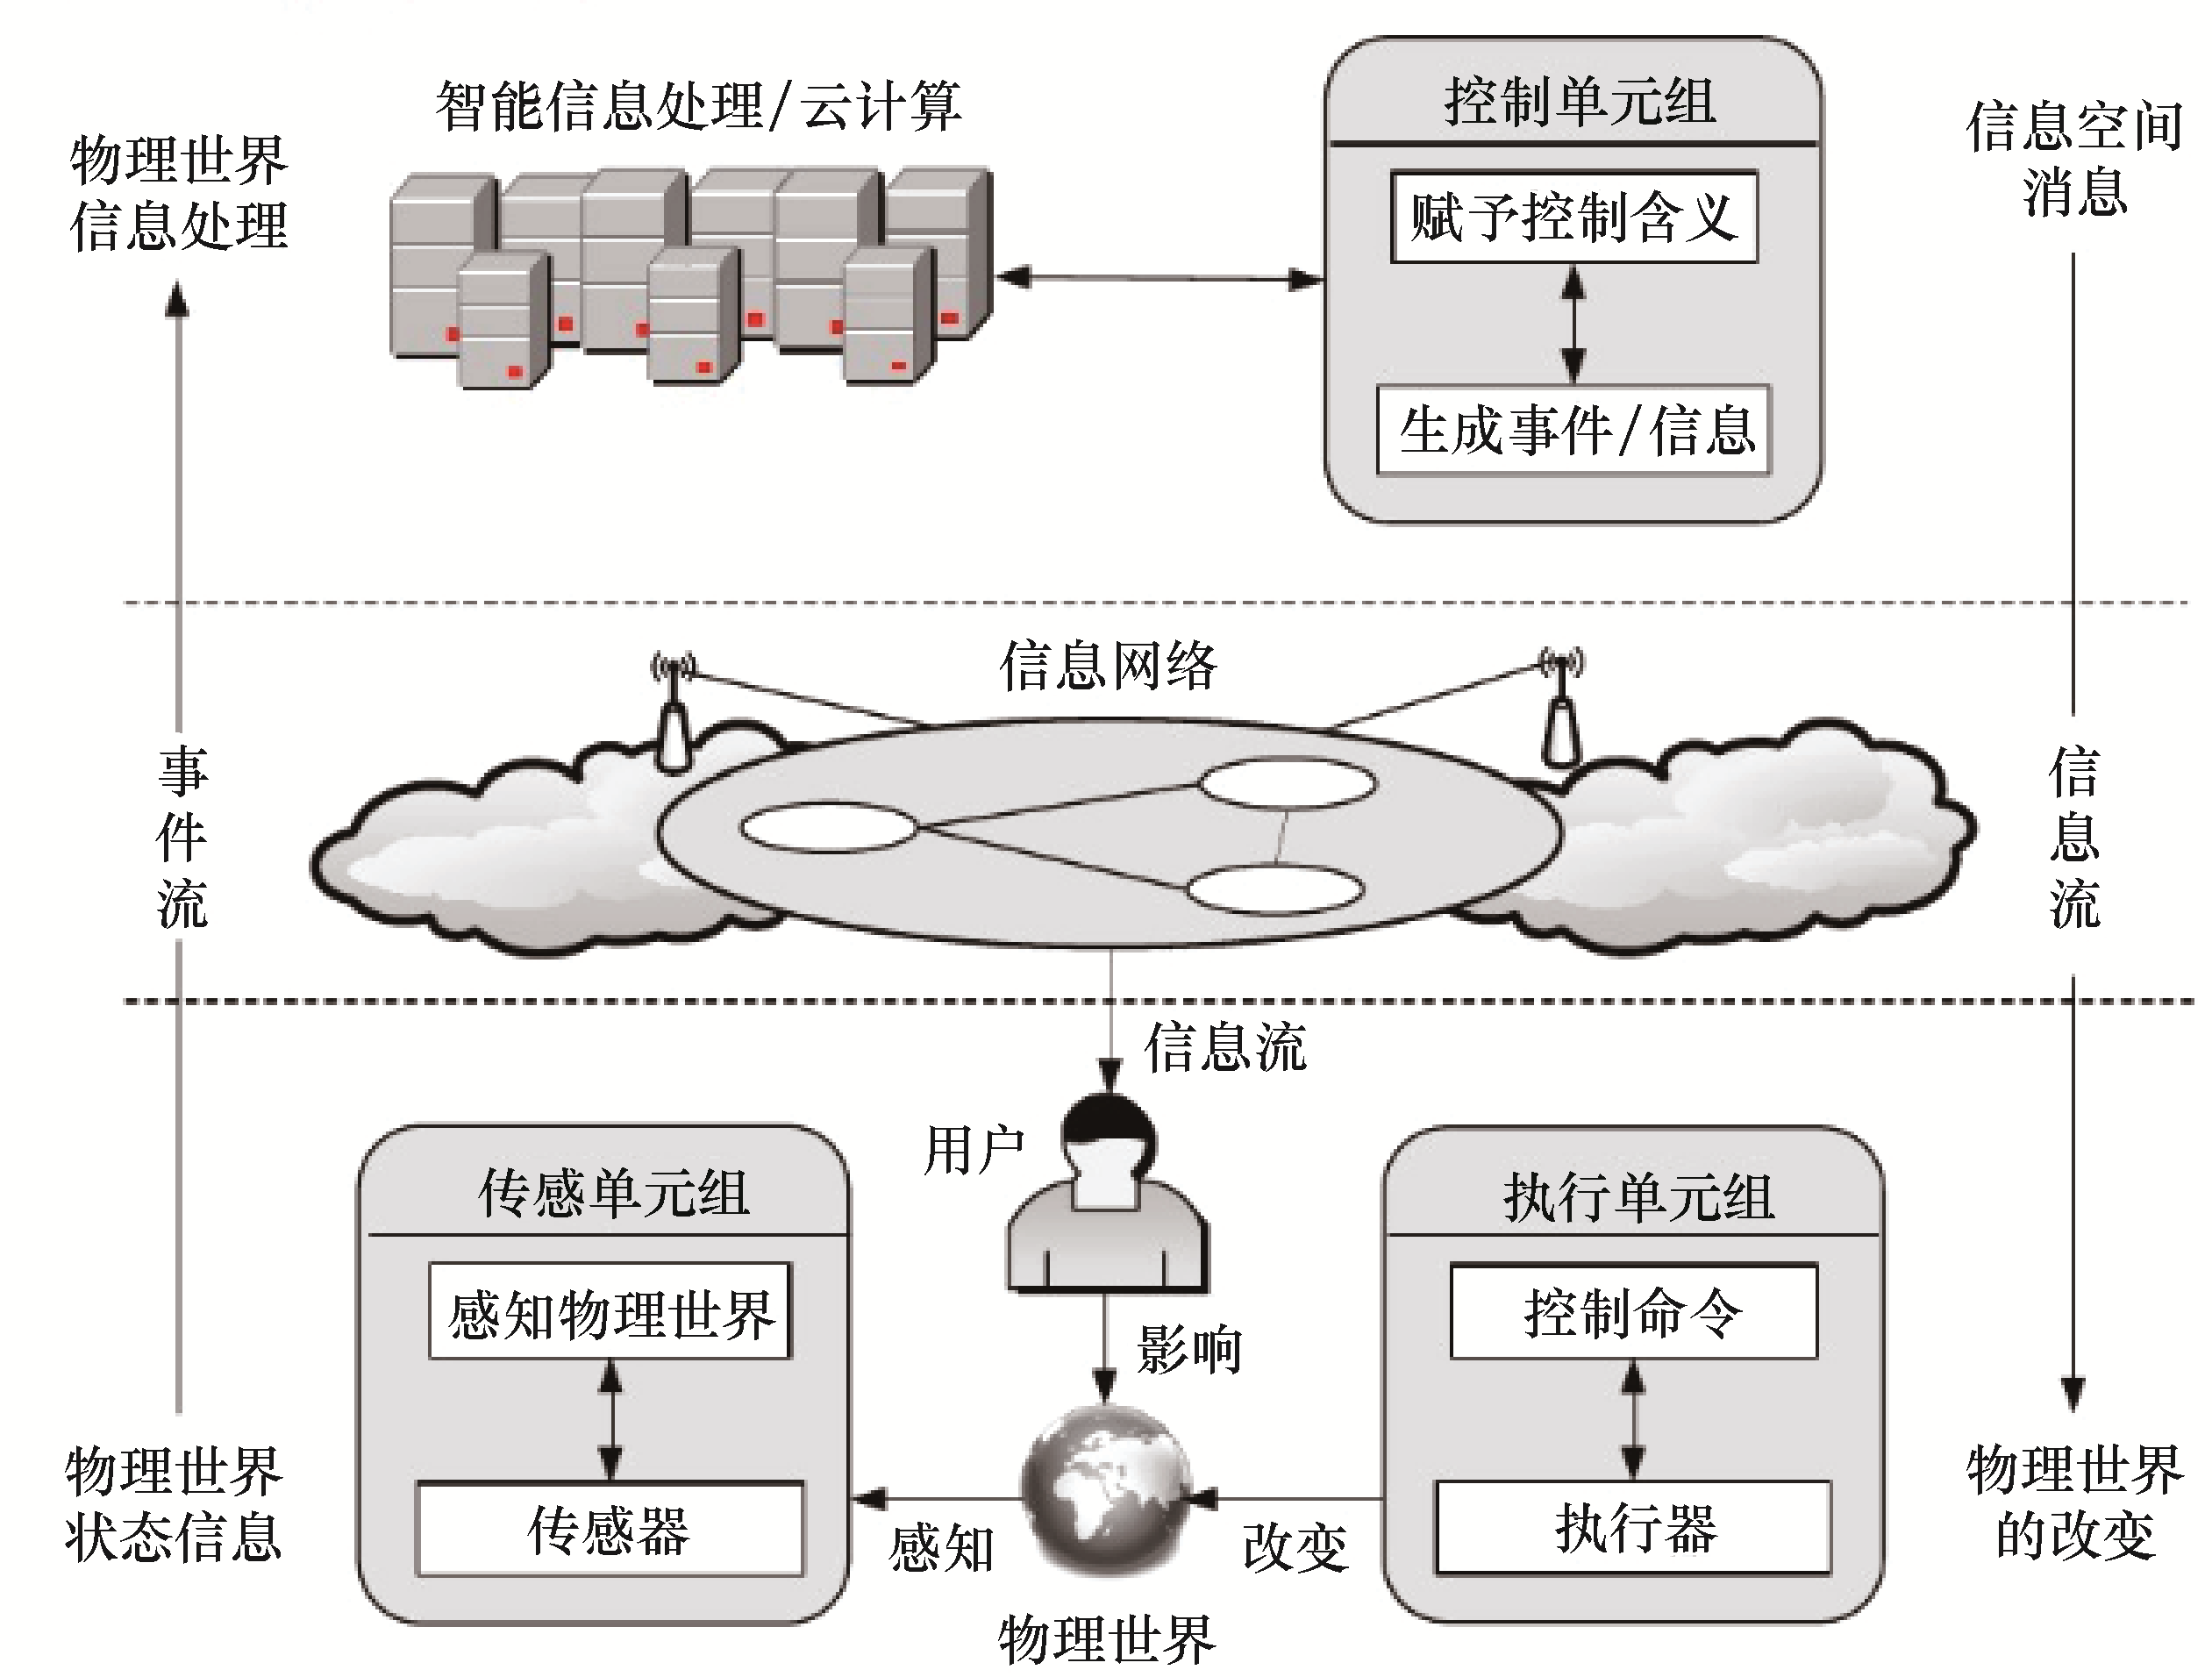 智能信息处理/云计算
控制单元组
物理世界
信息处理
信息空间
消息
赋予控制含义
生成事件/信息
信息网络
事件流
信息流
信息流
用户
传感单元组
执行单元组
感知物理世界
影响
控制命令
物理世界
状态信息
传感器
感知
改变
执行器
物理世界
的改变
物理世界